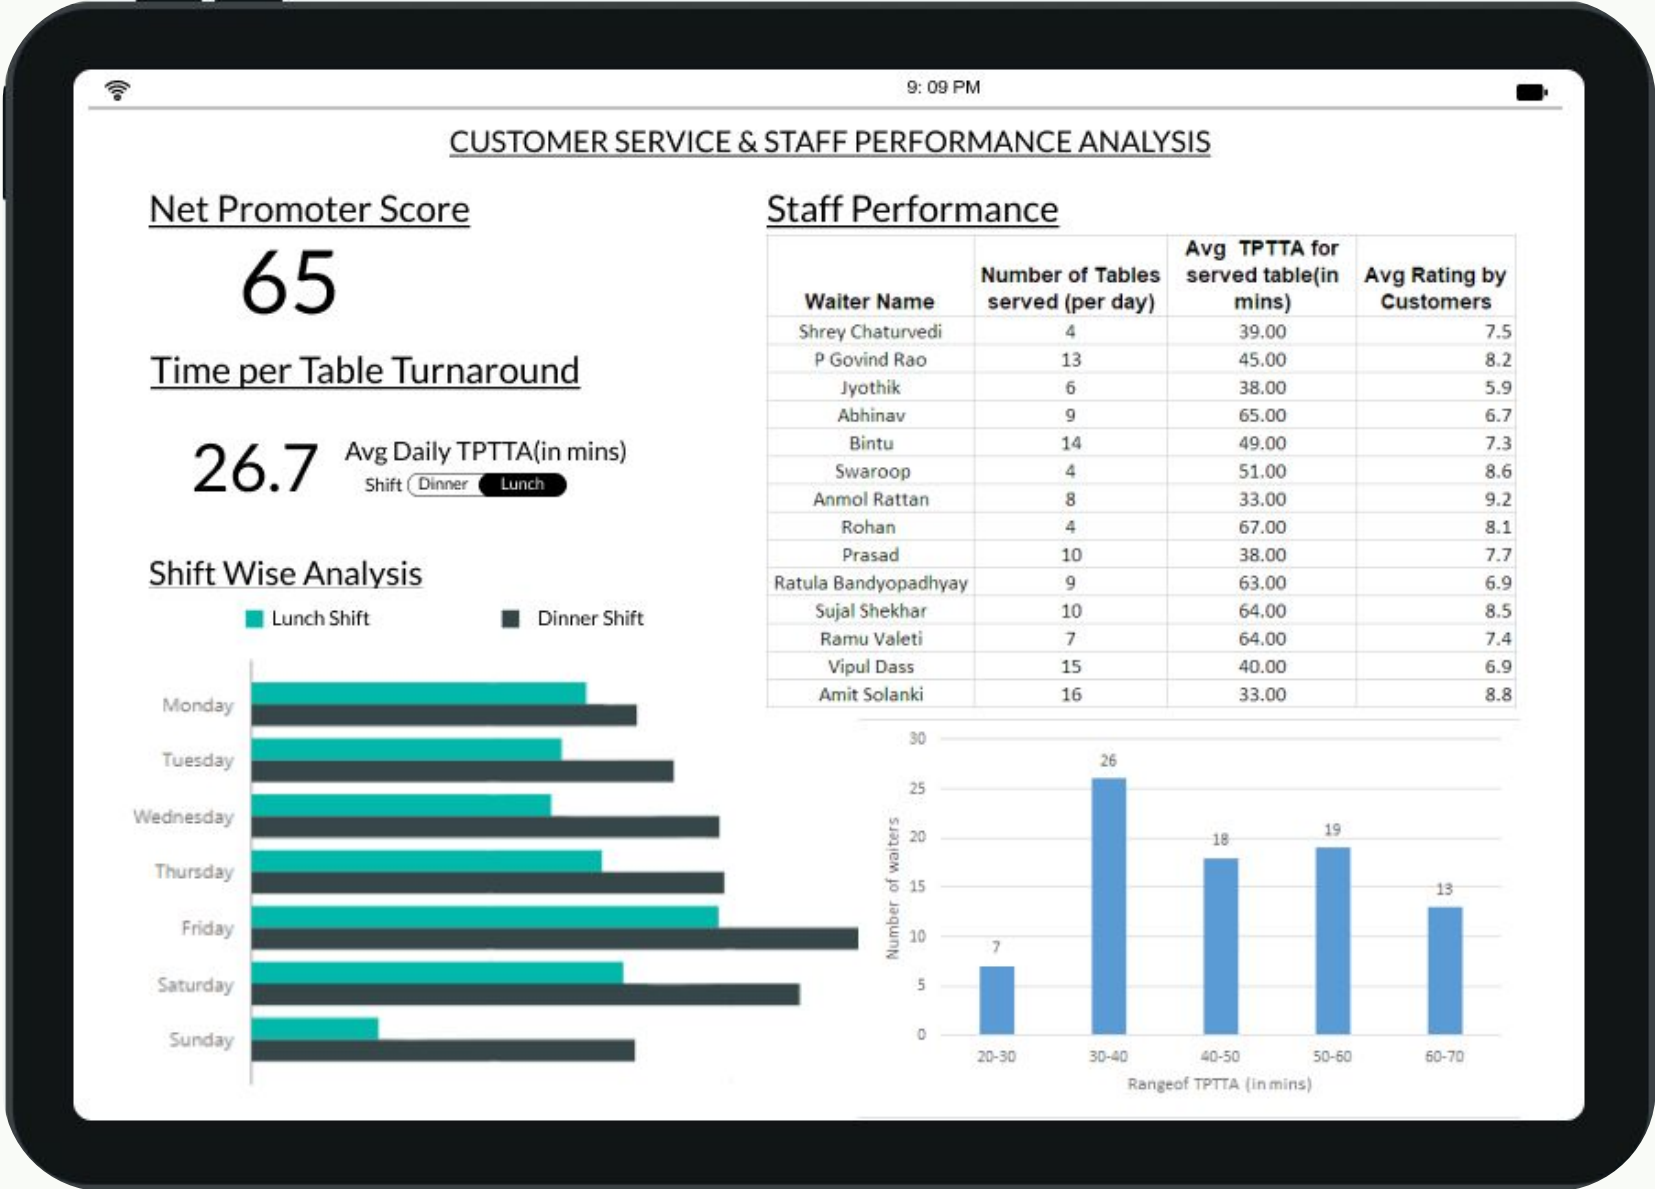 9: 09 PM
CUSTOMER SERVICE & STAFF PERFORMANCE ANALYSIS
Net Promoter Score
65
Time per Table Turnaround
26.7
Avg Daily TPTTA(in mins)
Shift Dinner Lunch
Shift Wise Analysis
Lunch Shift Dinner Shift
Monday
Tuesday
Wednesday
Thursday
Friday
Saturday
Sunday
Staff Performance
Waiter Name | Number of Tables served (per day) | Avg TPTTA for served table(in mins) | Avg Rating by Customers
Shrey Chaturvedi 4 39.00 7.5
P Govind Rao 13 45.00 8.2
Jyothik 6 38.00 5.9
Abhinav 9 65.00 6.7
Bintu 14 49.00 7.3
Swaroop 4 51.00 8.6
Anmol Rattan 8 33.00 9.2
Rohan 4 67.00 8.1
Prasad 10 38.00 7.7
Ratula Bandyopadhyay 9 63.00 6.9
Sujal Shekhar 10 64.00 8.5
Ramu Valeti 7 64.00 7.4
Vipul Dass 15 40.00 6.9
Amit Solanki 16 33.00 8.8
Number of waiters
30
25
20
15
10
5
0
7
26
18
19
13
20-30 30-40 40-50 50-60 60-70
Rangeof TPTTA (in mins)